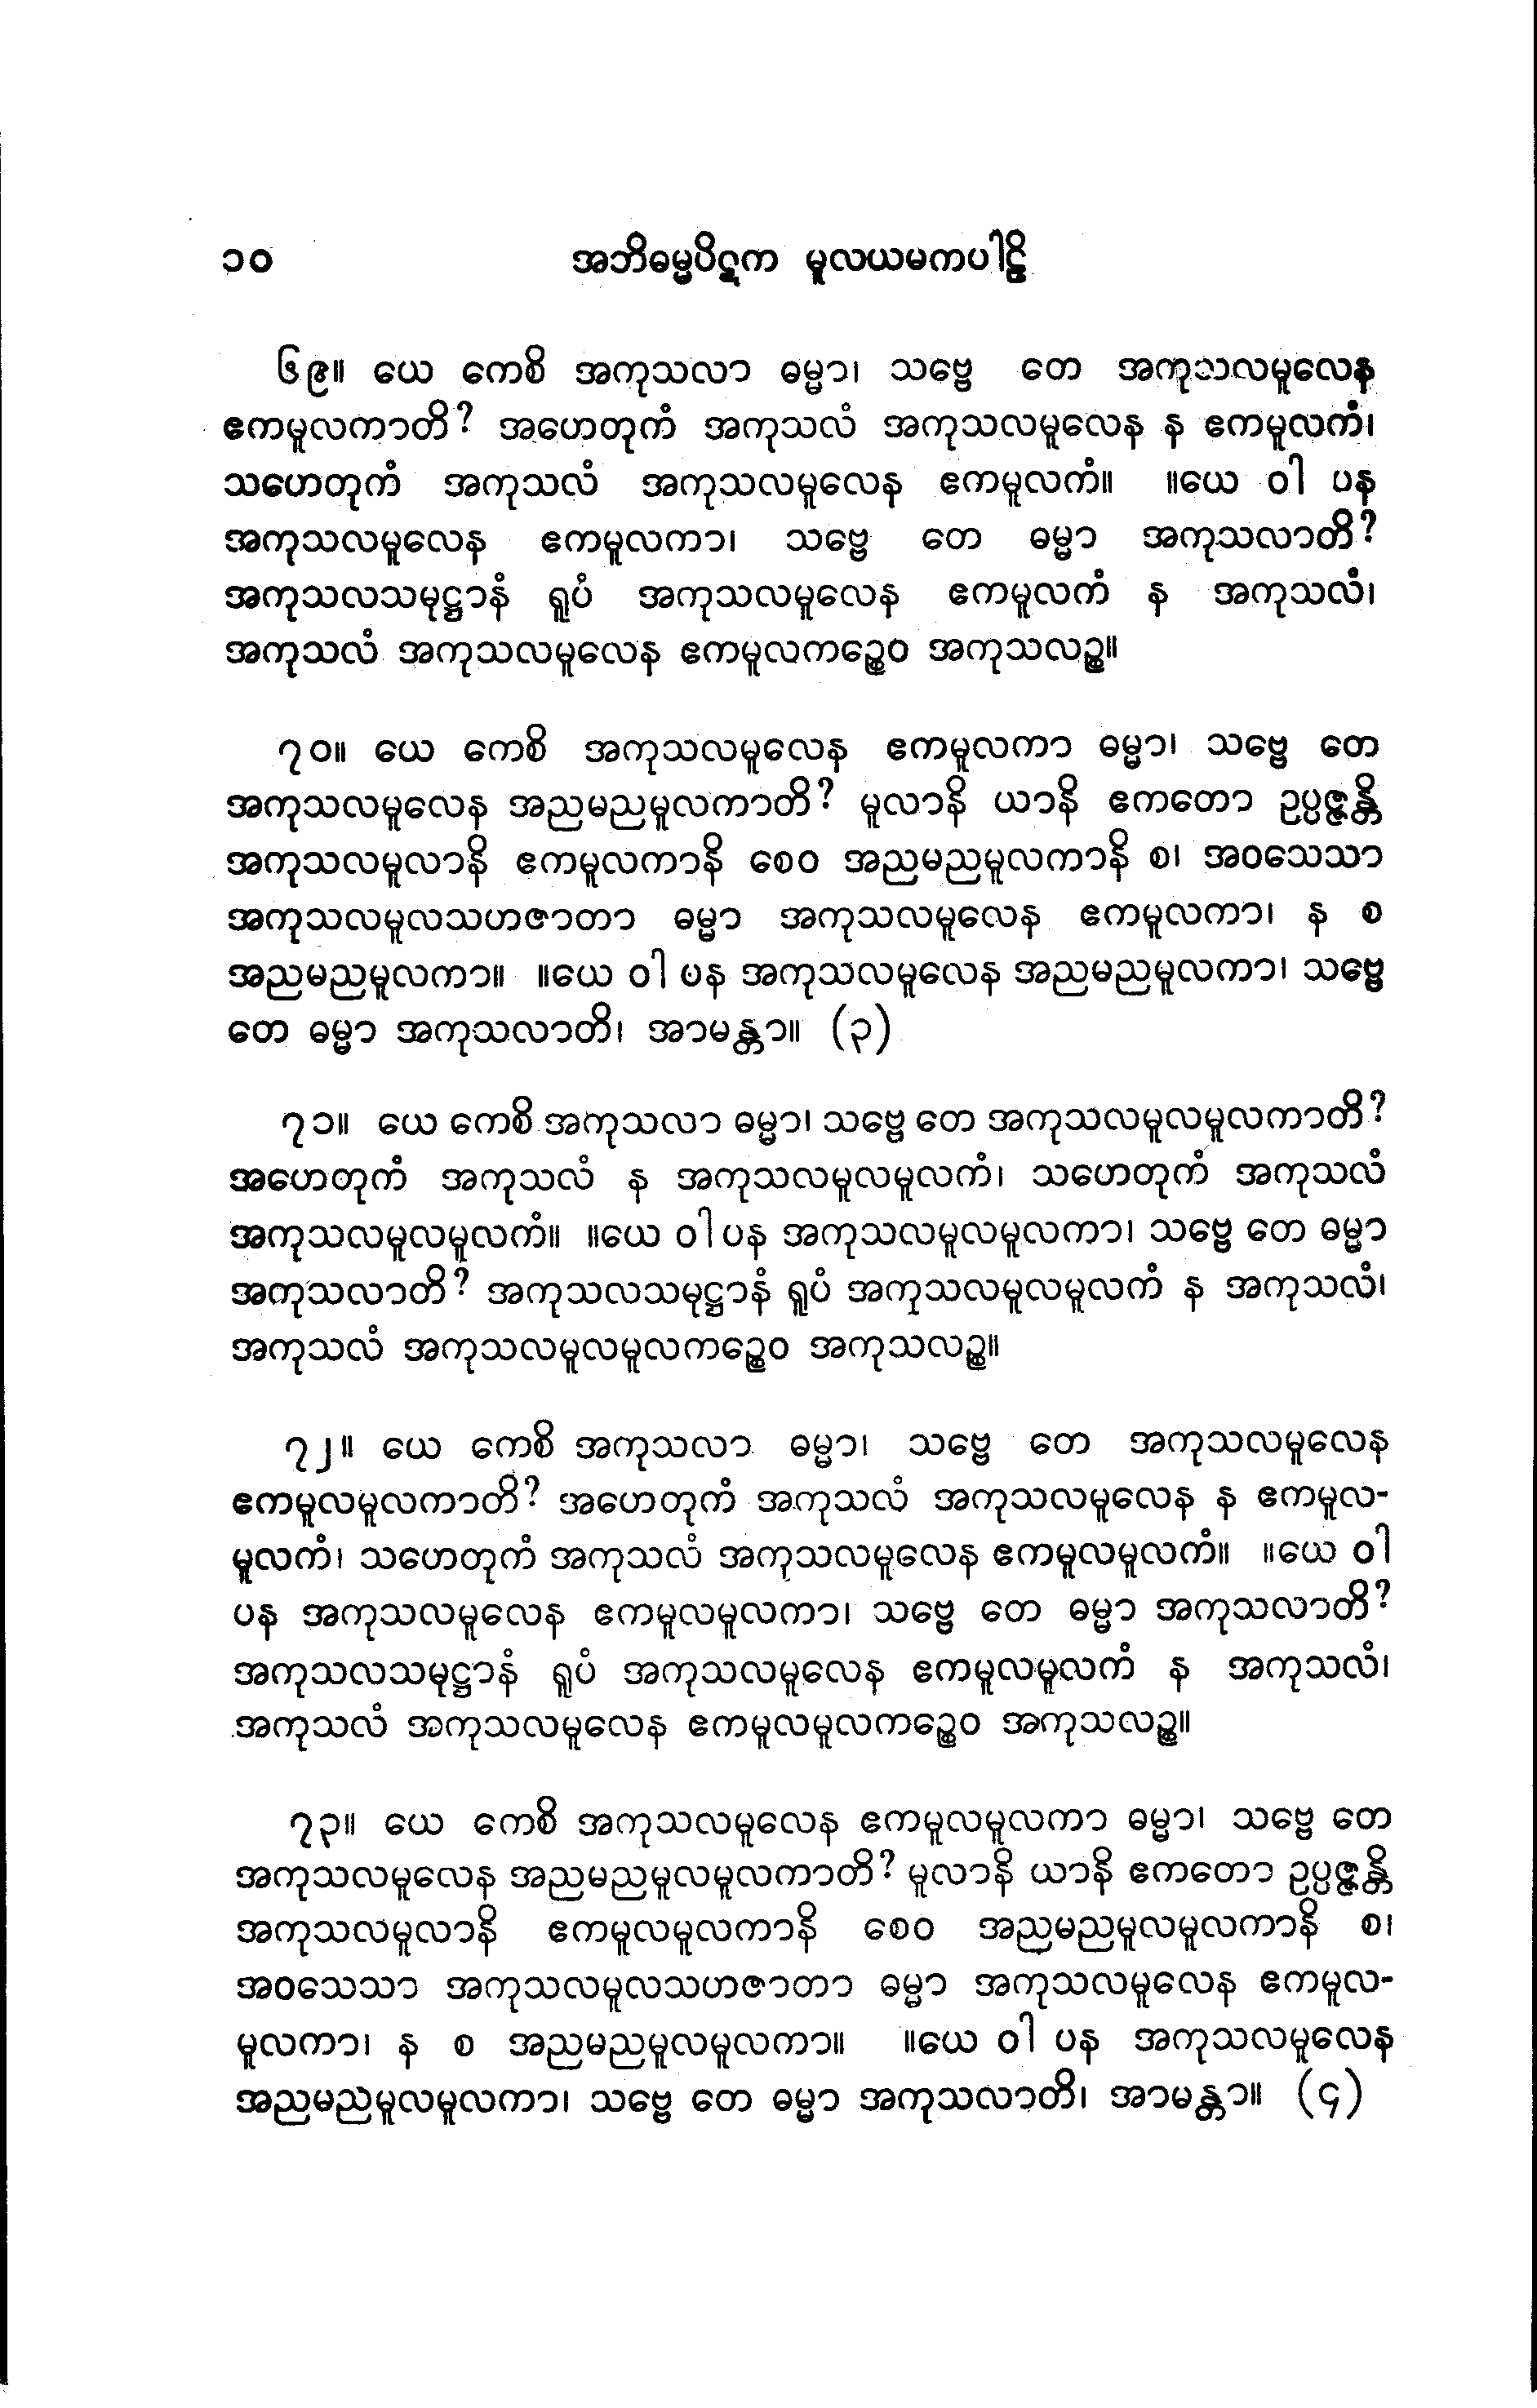 ၁၀ အဘိဓမ္မပိဋက မူလယမကပါဠိ
၆၉။ ယေ ကေစိ အကုသလာ ဓမ္မာ၊ သဗ္ဗေ တေ အကုသလမူလေန
ဧကမူလကာတိ? အဟေတုကံ အကုသလံ အကုသလမူလေန န ဧကမူလကံ၊
သဟေတုကံ အကုသလံ အကုသလမူလေန ဧကမူလကံ။ ။ယေ ဝါ ပန
အကုသလမူလေန ဧကမူလကာ၊ သဗ္ဗေ တေ ဓမ္မာ အကုသလာတိ?
အကုသလသမုဋ္ဌာနံ ရူပံ အကုသလမူလေန ဧကမူလကံ န အကုသလံ၊
အကုသလံ အကုသလမူလေန ဧကမူလကဉ္စေဝ အကုသလဉ္စ။
၇၀။ ယေ ကေစိ အကုသလမူလေန ဧကမူလကာ ဓမ္မာ၊ သဗ္ဗေ တေ
အကုသလမူလေန အညမညမူလကာတိ? မူလာနိ ယာနိ ဧကတော ဥပ္ပဇ္ဇန္တိ
အကုသလမူလာနိ ဧကမူလကာနိ စေဝ အညမညမူလကာနိ စ၊ အဝသေသာ
အကုသလမူလသဟဇာတာ ဓမ္မာ အကုသလမူလေန ဧကမူလကာ၊ န စ
အညမညမူလကာ။ ။ယေ ဝါ ပန အကုသလမူလေန အညမညမူလကာ၊ သဗ္ဗေ
တေ ဓမ္မာ အကုသလာတိ၊ အာမန္တာ။ (၃)
၇၁။ ယေ ကေစိ အကုသလာ ဓမ္မာ၊ သဗ္ဗေ တေ အကုသလမူလမူလကာတိ?
အဟေတုကံ အကုသလံ န အကုသလမူလမူလကံ၊ သဟေတုကံ အကုသလံ
အကုသလမူလမူလကံ။ ။ယေ ဝါ ပန အကုသလမူလမူလကာ၊ သဗ္ဗေ တေ ဓမ္မာ
အကုသလာတိ? အကုသလသမုဋ္ဌာနံ ရူပံ အကုသလမူလမူလကံ န အကုသလံ၊
အကုသလံ အကုသလမူလမူလကဉ္စေဝ အကုသလဉ္စ။
၇၂။ ယေ ကေစိ အကုသလာ ဓမ္မာ၊ သဗ္ဗေ တေ အကုသလမူလေန
ဧကမူလမူလကာတိ? အဟေတုကံ အကုသလံ အကုသလမူလေန န ဧကမူလ-
မူလကံ၊ သဟေတုကံ အကုသလံ အကုသလမူလေန ဧကမူလမူလကံ။ ။ယေ ဝါ
ပန အကုသလမူလေန ဧကမူလမူလကာ၊ သဗ္ဗေ တေ ဓမ္မာ အကုသလာတိ?
အကုသလသမုဋ္ဌာနံ ရူပံ အကုသလမူလေန ဧကမူလမူလကံ န အကုသလံ၊
အကုသလံ အကုသလမူလေန ဧကမူလမူလကဉ္စေဝ အကုသလဉ္စ။
၇၃။ ယေ ကေစိ အကုသလမူလေန ဧကမူလမူလကာ ဓမ္မာ၊ သဗ္ဗေ တေ
အကုသလမူလေန အညမညမူလမူလကာတိ? မူလာနိ ယာနိ ဧကတော ဥပ္ပဇ္ဇန္တိ
အကုသလမူလာနိ ဧကမူလမူလကာနိ စေဝ အညမညမူလမူလကာနိ စ၊
အဝသေသာ အကုသလမူလသဟဇာတာ ဓမ္မာ အကုသလမူလေန ဧကမူလ-
မူလကာ၊ န စ အညမညမူလမူလကာ။ ။ယေ ဝါ ပန အကုသလမူလေန
အညမညမူလမူလကာ၊ သဗ္ဗေ တေ ဓမ္မာ အကုသလာတိ၊ အာမန္တာ။ (၄)